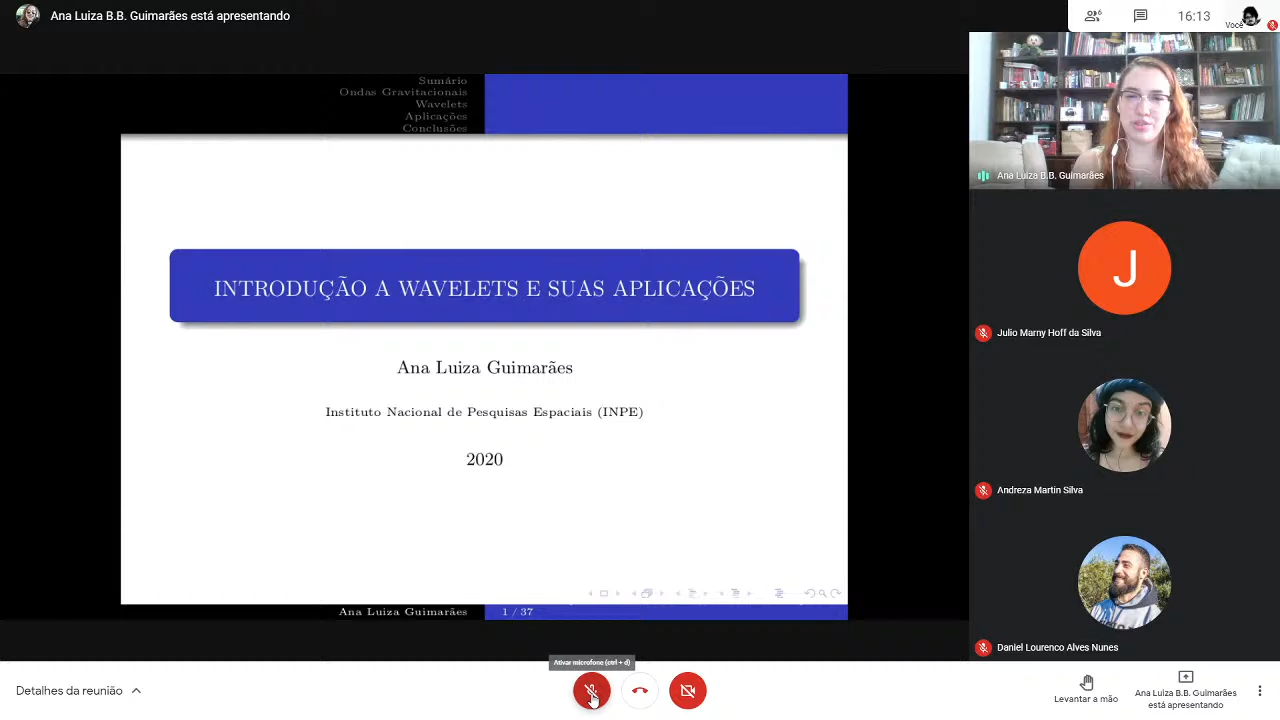 Ana Luiza B.B. Guimarães está apresentando
6
16:13
Você
Sumário
Ondas Gravitacionais
Wavelets
Aplicações
Conclusões
INTRODUÇÃO A WAVELETS E SUAS APLICAÇÕES
Ana Luiza Guimarães
Instituto Nacional de Pesquisas Espaciais (INPE)
2020
Ana Luiza Guimarães
1 / 37
Ana Luiza B.B. Guimarães
J
Julio Marny Hoff da Silva
Andreza Martin Silva
Daniel Lourenco Alves Nunes
Ativar microfone (ctrl + d)
Detalhes da reunião
Levantar a mão
Ana Luiza B.B. Guimarães
está apresentando